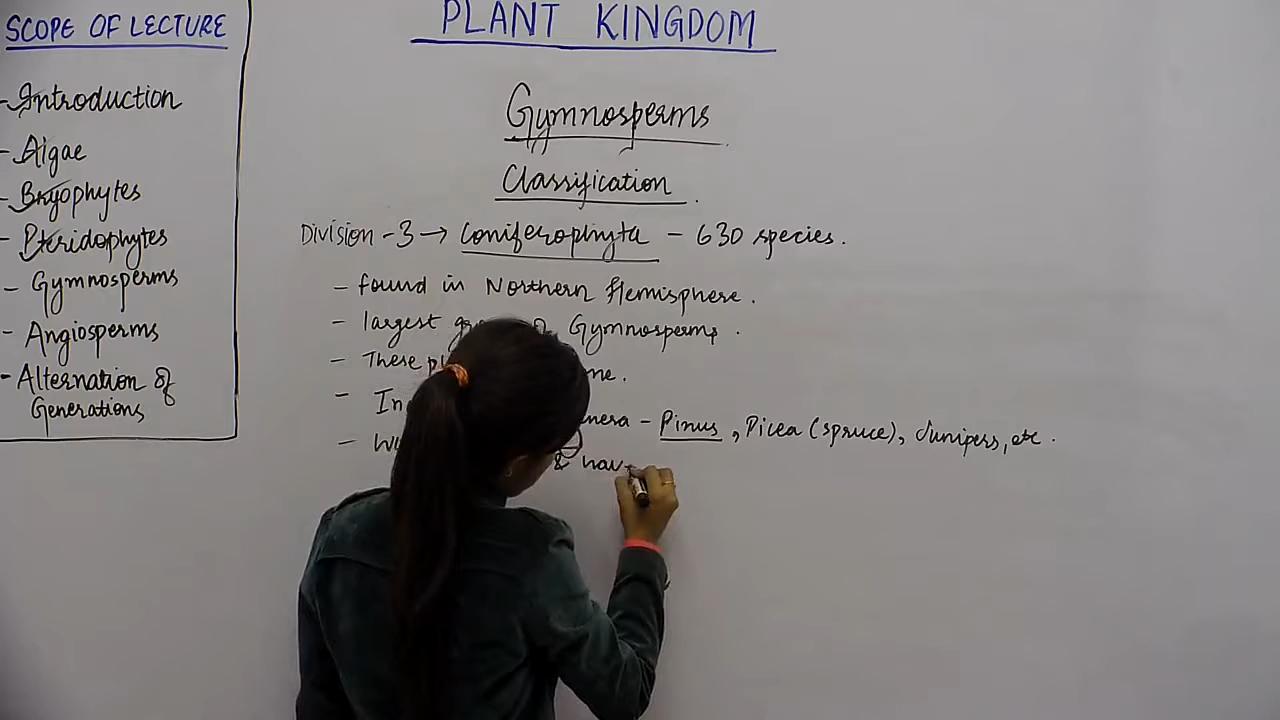 SCOPE OF LECTURE
- Introduction
- Algae
- Bryophytes
- Pteridophytes
- Gymnosperms
- Angiosperms
- Alternation of
Generations
PLANT KINGDOM
Gymnosperms
Classification
Division - 3 → Coniferophyta - 630 species.
- found in Northern Hemisphere.
- largest of Gymnosperms.
- These
- - Pinus, Picea (Spruce), Junipers, etc.
-
&